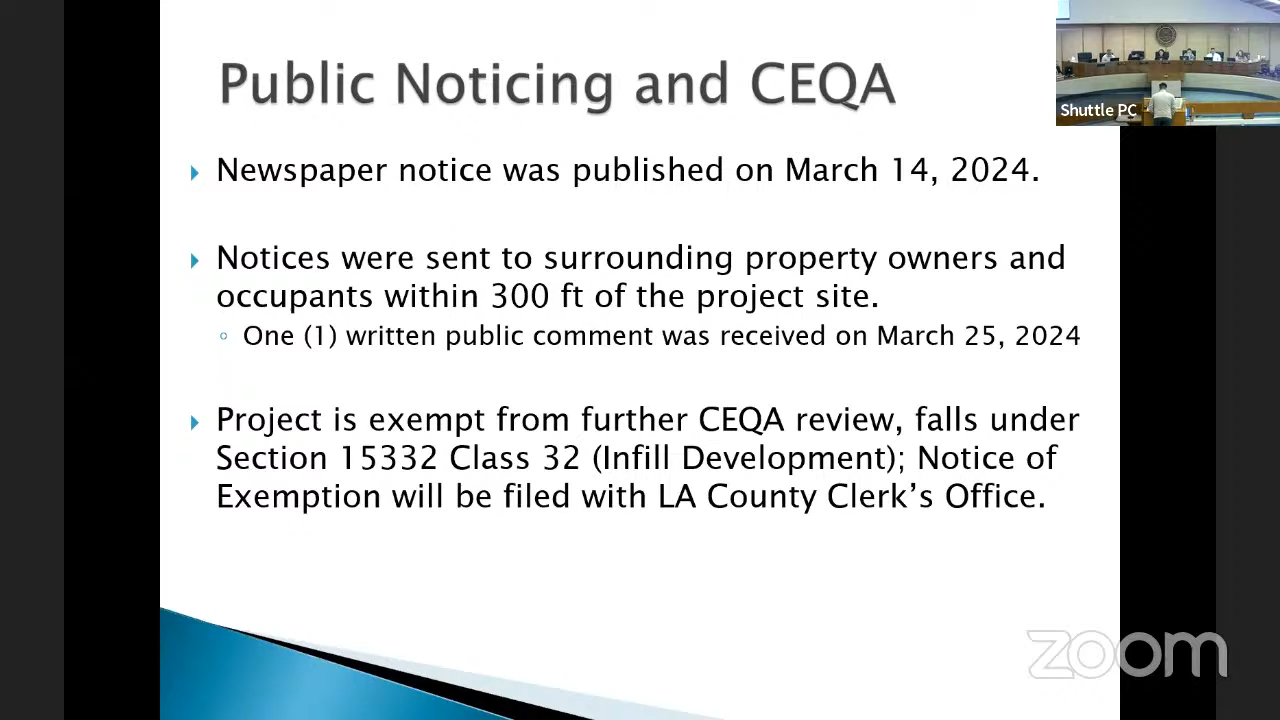 Public Noticing and CEQA
Shuttle PC
Newspaper notice was published on March 14, 2024.
Notices were sent to surrounding property owners and
occupants within 300 ft of the project site.
One (1) written public comment was received on March 25, 2024
Project is exempt from further CEQA review, falls under
Section 15332 Class 32 (Infill Development); Notice of
Exemption will be filed with LA County Clerk’s Office.
zoom